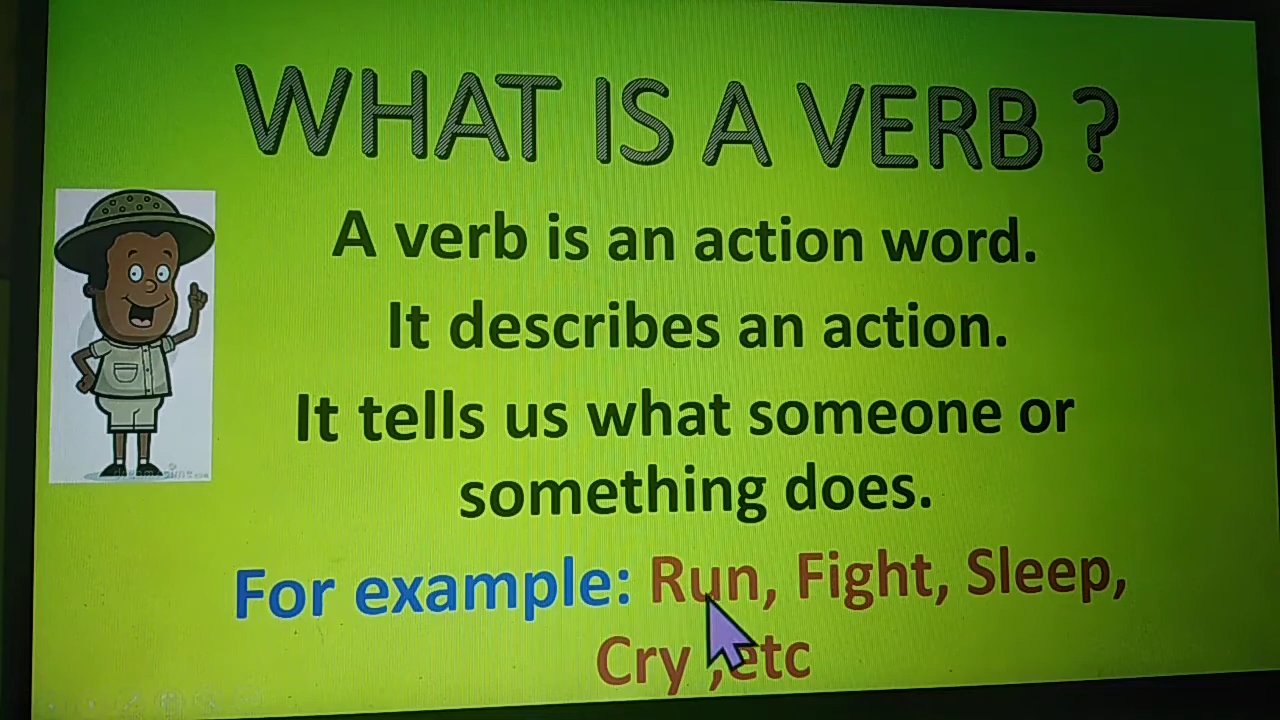 WHAT IS A VERB ?
A verb is an action word.
It describes an action.
It tells us what someone or
something does.
For example: Run, Fight, Sleep,
Cry ,etc